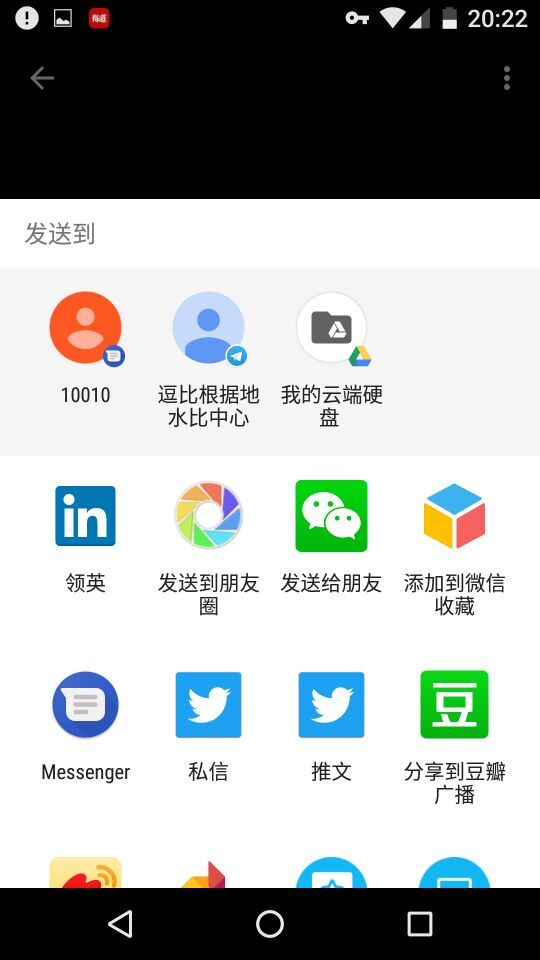 有道
20:22
发送到
10010
逗比根据地
水比中心
我的云端硬
盘
in
领英
发送到朋友
圈
发送给朋友
添加到微信
收藏
Messenger
私信
推文
豆
分享到豆瓣
广播